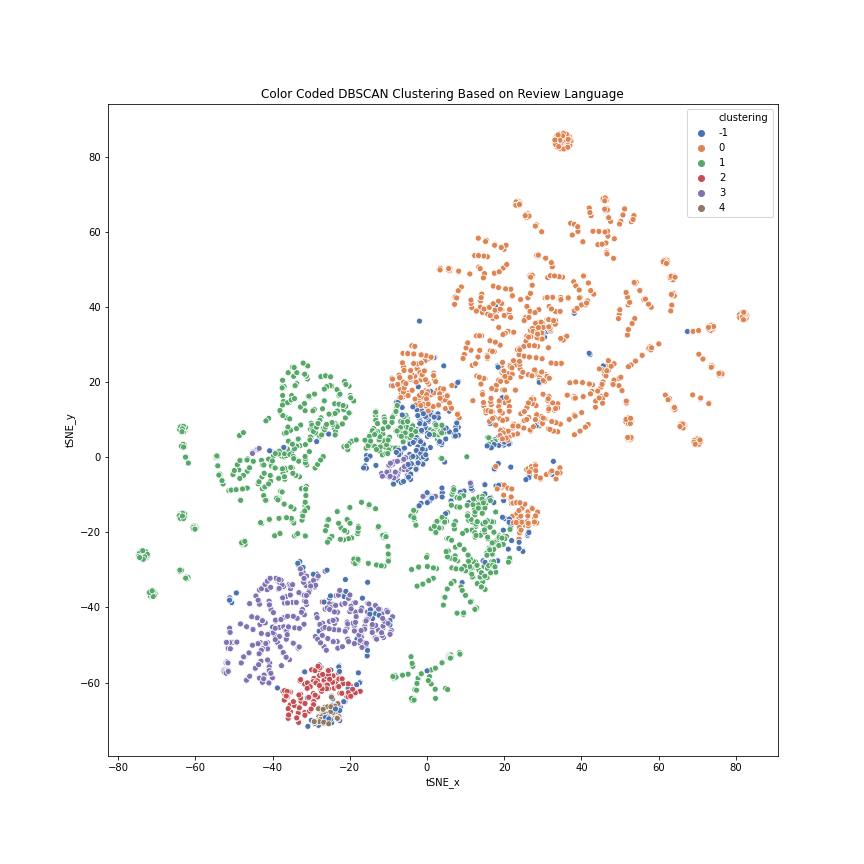 Color Coded DBSCAN Clustering Based on Review Language
clustering
-1
0
1
2
3
4
80
60
40
20
0
−20
−40
−60
tSNE_y
−80 −60 −40 −20 0 20 40 60 80
tSNE_x